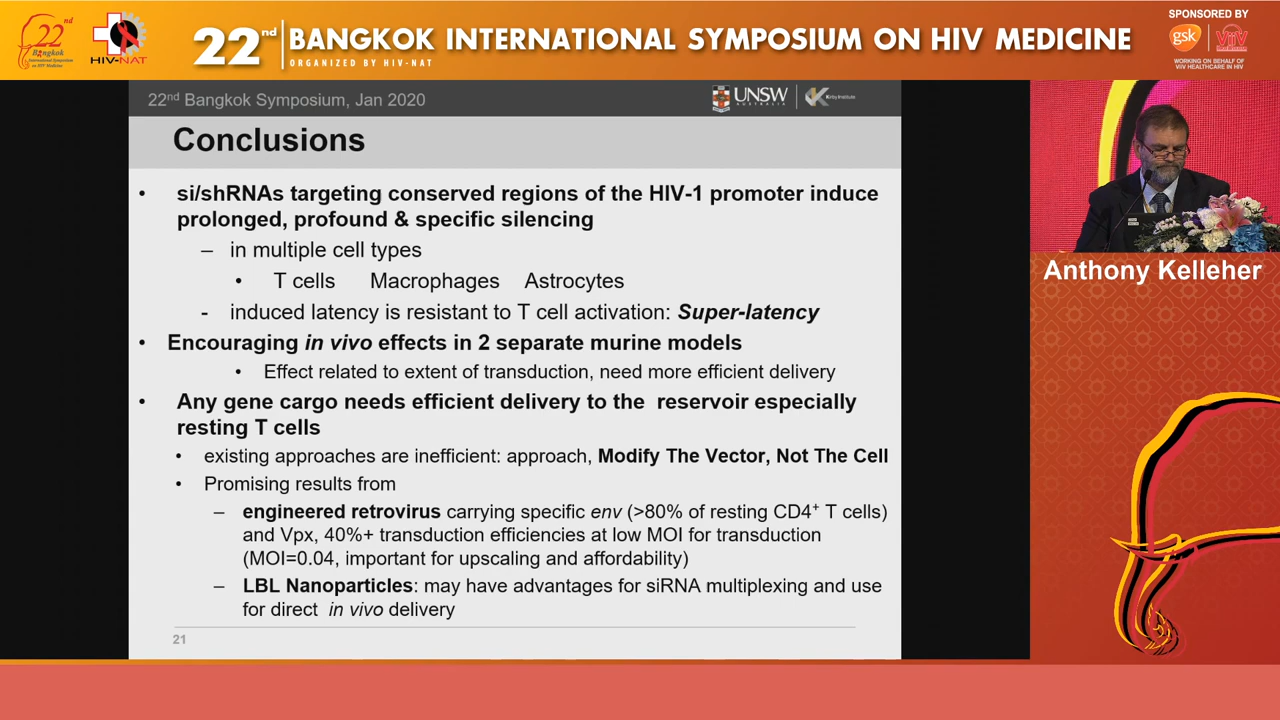 22nd
Bangkok
International Symposium
on HIV Medicine
HIV-NAT
22nd BANGKOK INTERNATIONAL SYMPOSIUM ON HIV MEDICINE
ORGANIZED BY HIV-NAT
SPONSORED BY
gsk
ViiV
WORKING ON BEHALF OF
VIIV HEALTHCARE IN HIV
22nd Bangkok Symposium, Jan 2020
UNSW
AUSTRALIA
Kirby Institute
Conclusions
• si/shRNAs targeting conserved regions of the HIV-1 promoter induce
prolonged, profound & specific silencing
– in multiple cell types
• T cells Macrophages Astrocytes
- induced latency is resistant to T cell activation: Super-latency
• Encouraging in vivo effects in 2 separate murine models
• Effect related to extent of transduction, need more efficient delivery
• Any gene cargo needs efficient delivery to the reservoir especially
resting T cells
• existing approaches are inefficient: approach, Modify The Vector, Not The Cell
• Promising results from
– engineered retrovirus carrying specific env (>80% of resting CD4+ T cells)
and Vpx, 40%+ transduction efficiencies at low MOI for transduction
(MOI=0.04, important for upscaling and affordability)
– LBL Nanoparticles: may have advantages for siRNA multiplexing and use
for direct in vivo delivery
21
Anthony Kelleher